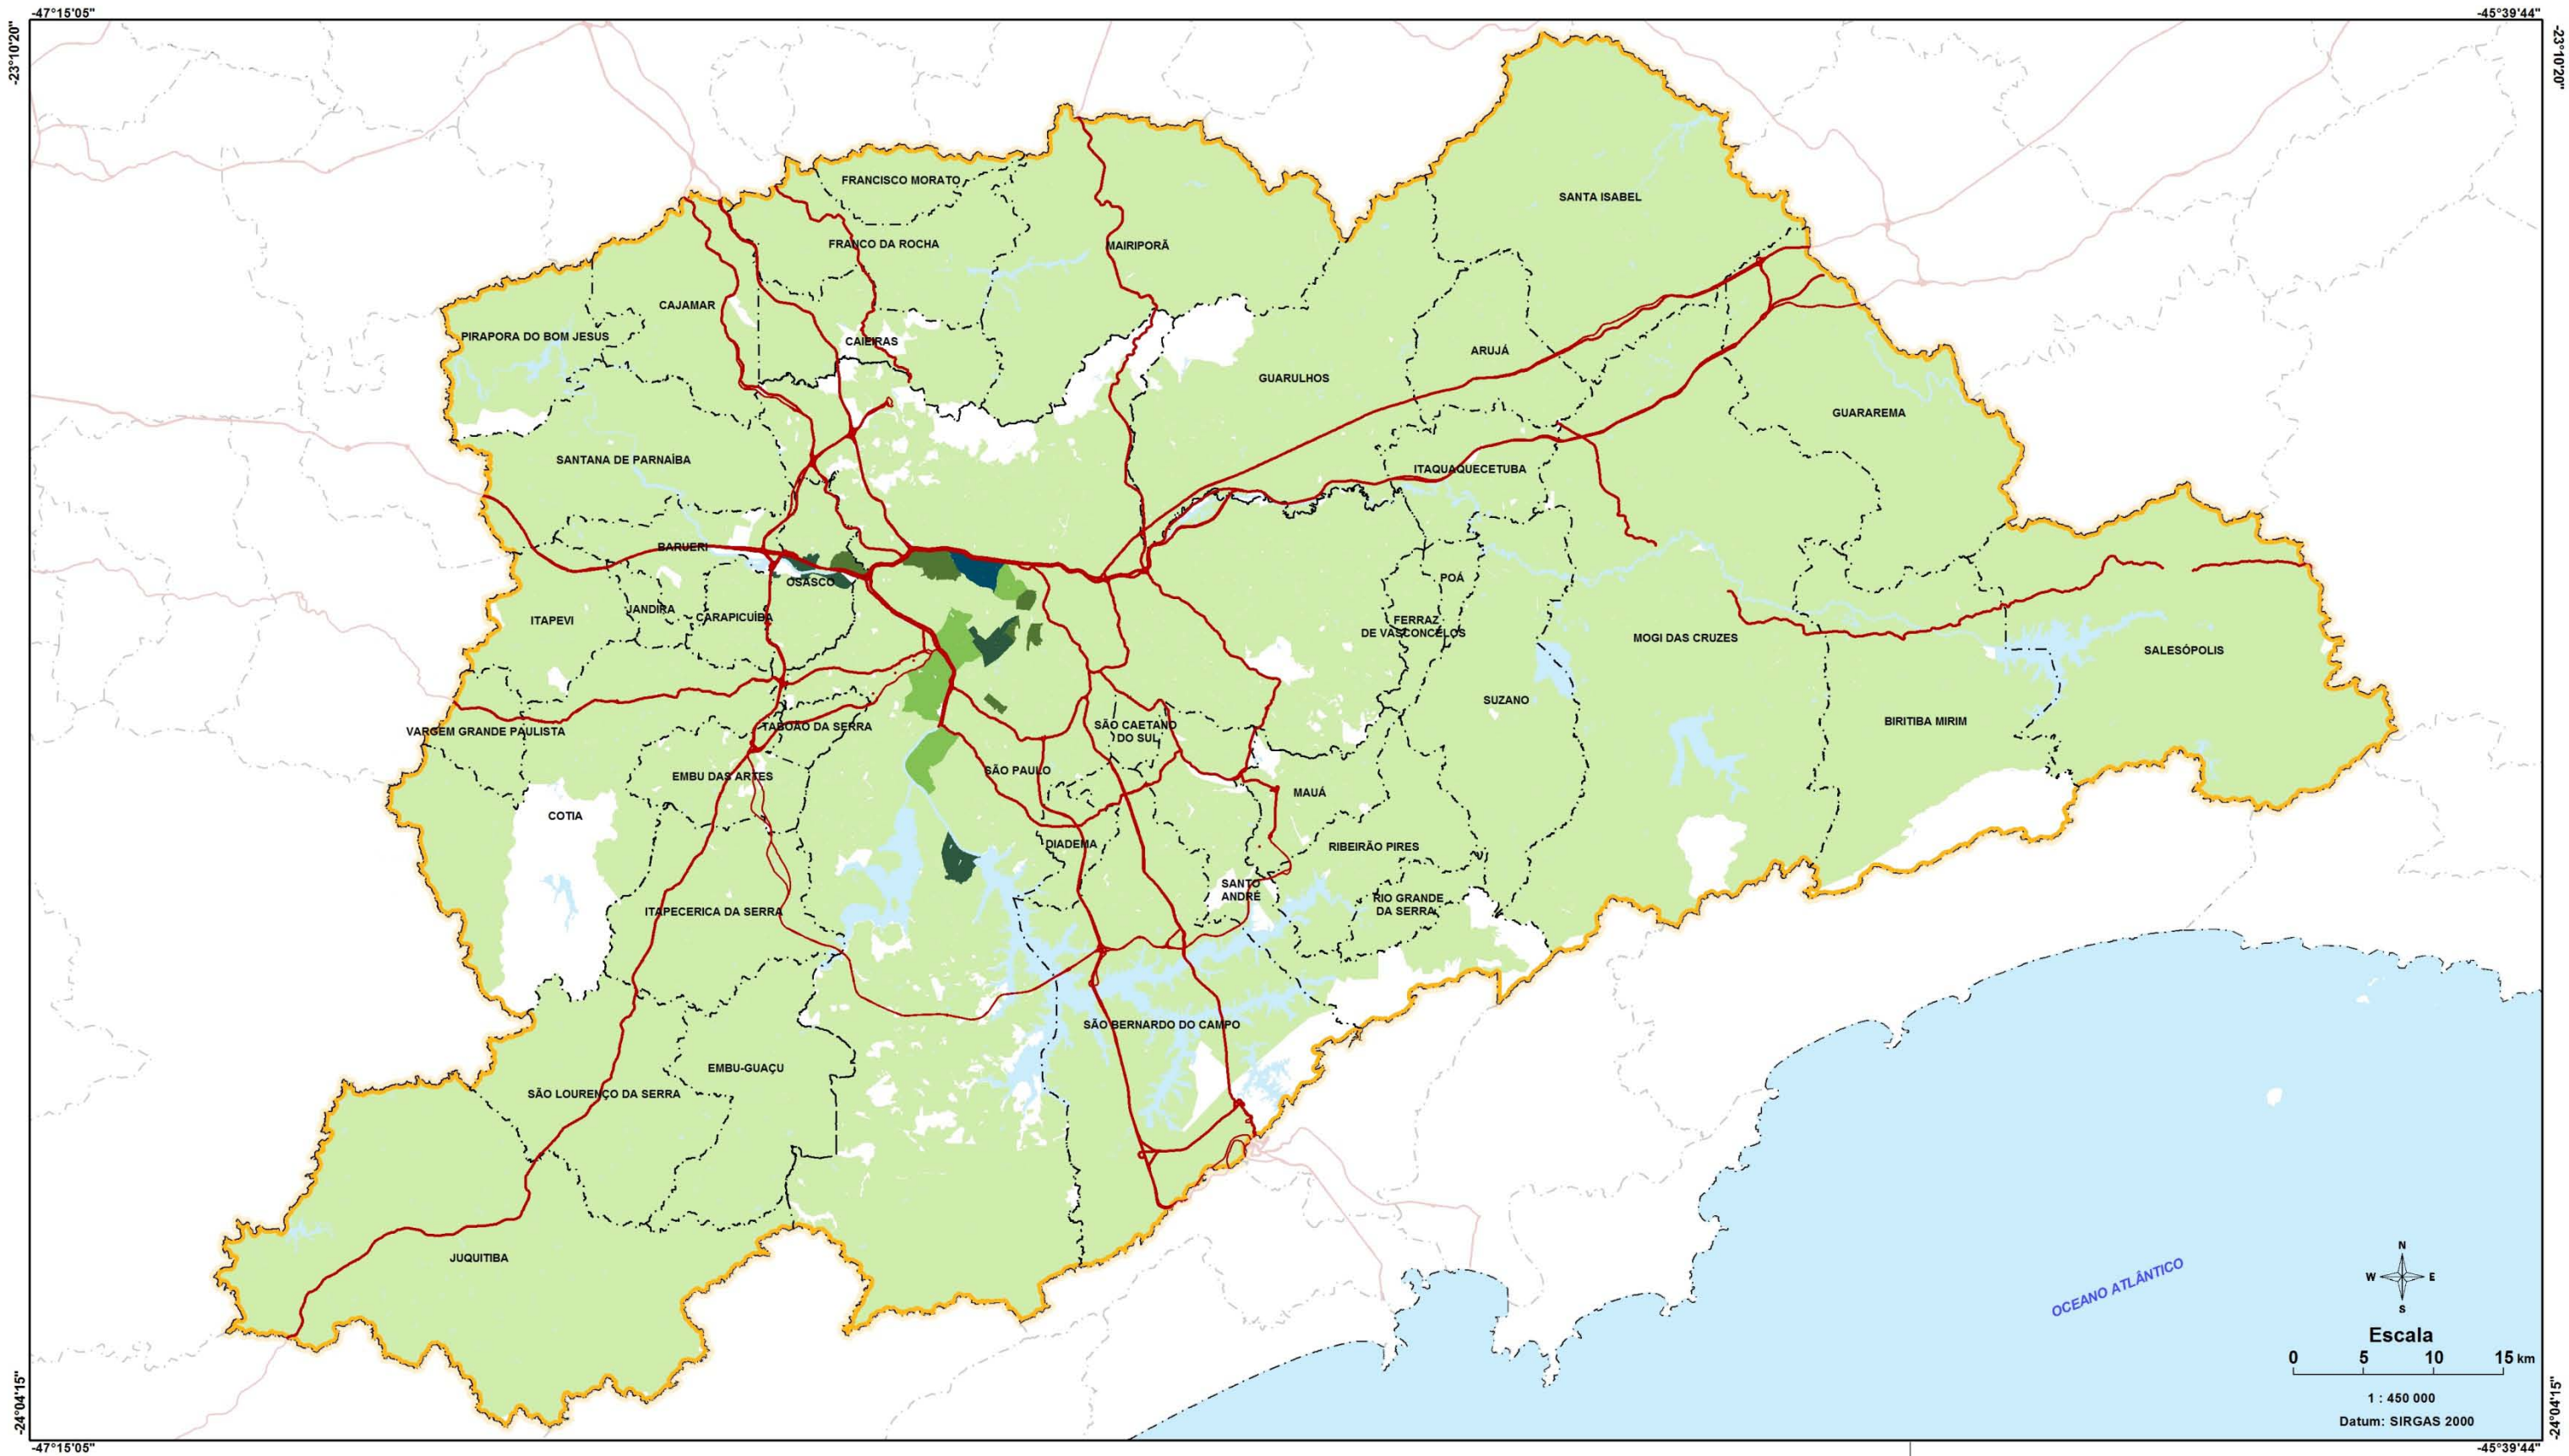 -47°15'05"
-45°39'44"
-23°10'20"
-23°10'20"
FRANCISCO MORATO
SANTA ISABEL
FRANCO DA ROCHA
MAIRIPORÃ
CAJAMAR
PIRAPORA DO BOM JESUS
CAIEIRAS
ARUJÁ
GUARULHOS
GUARAREMA
SANTANA DE PARNAÍBA
ITAQUAQUECETUBA
BARUERI
OSASCO
POÁ
JANDIRA
CARAPICUÍBA
ITAPEVI
FERRAZ
DE VASCONCELOS
MOGI DAS CRUZES
SALESÓPOLIS
SUZANO
BIRITIBA MIRIM
VARGEM GRANDE PAULISTA
TABOÃO DA SERRA
SÃO CAETANO
DO SUL
SÃO PAULO
EMBU DAS ARTES
MAUÁ
COTIA
DIADEMA
RIBEIRÃO PIRES
SANTO
ANDRÉ
RIO GRANDE
DA SERRA
ITAPECERICA DA SERRA
SÃO BERNARDO DO CAMPO
EMBU-GUAÇU
SÃO LOURENÇO DA SERRA
JUQUITIBA
OCEANO ATLÂNTICO
N
W E
S
Escala
0 5 10 15 km
1 : 450 000
Datum: SIRGAS 2000
-24°04'15"
-24°04'15"
-47°15'05"
-45°39'44"